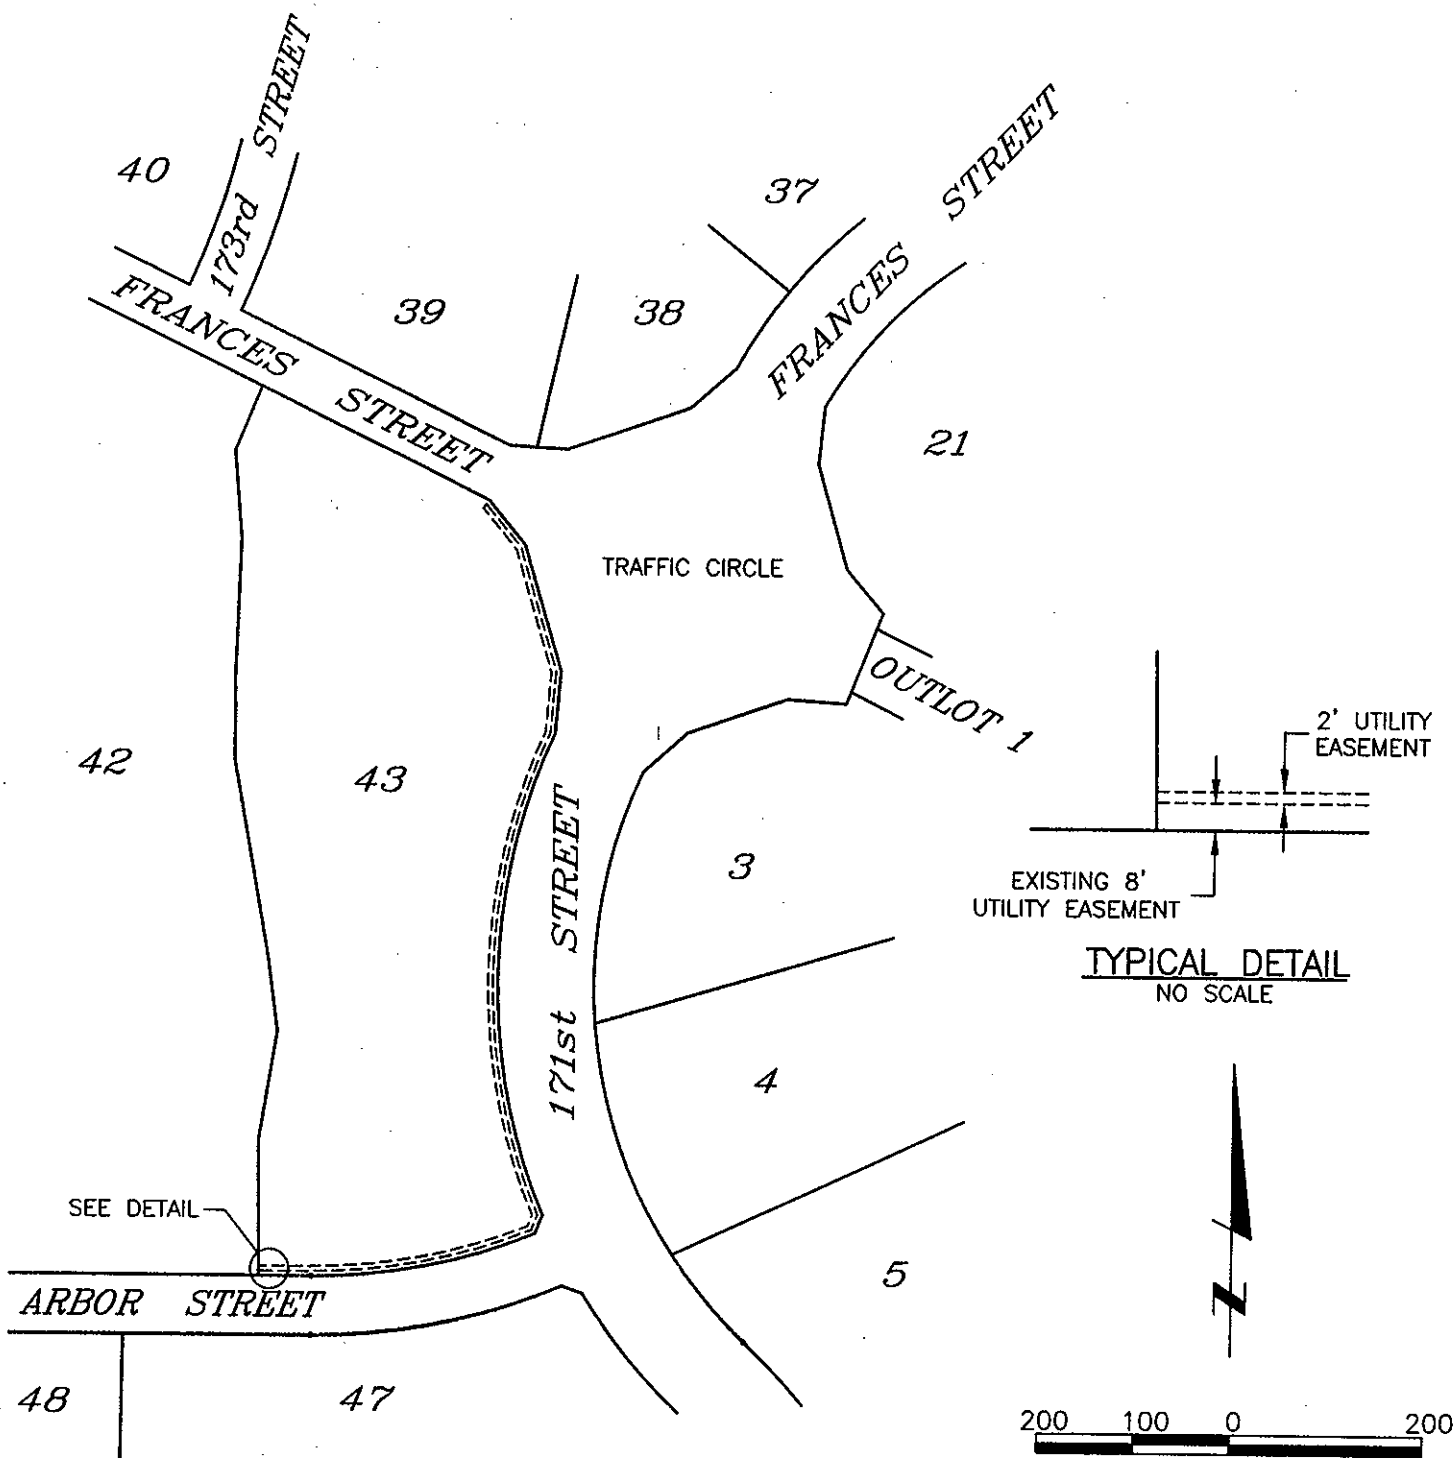 173rd STREET
40
37
FRANCES STREET
39
38
FRANCES STREET
21
TRAFFIC CIRCLE
OUTLOT 1
2' UTILITY
EASEMENT
42
43
171st STREET
3
EXISTING 8'
UTILITY EASEMENT
TYPICAL DETAIL
NO SCALE
4
SEE DETAIL
5
ARBOR STREET
N
48
47
200 100 0 200